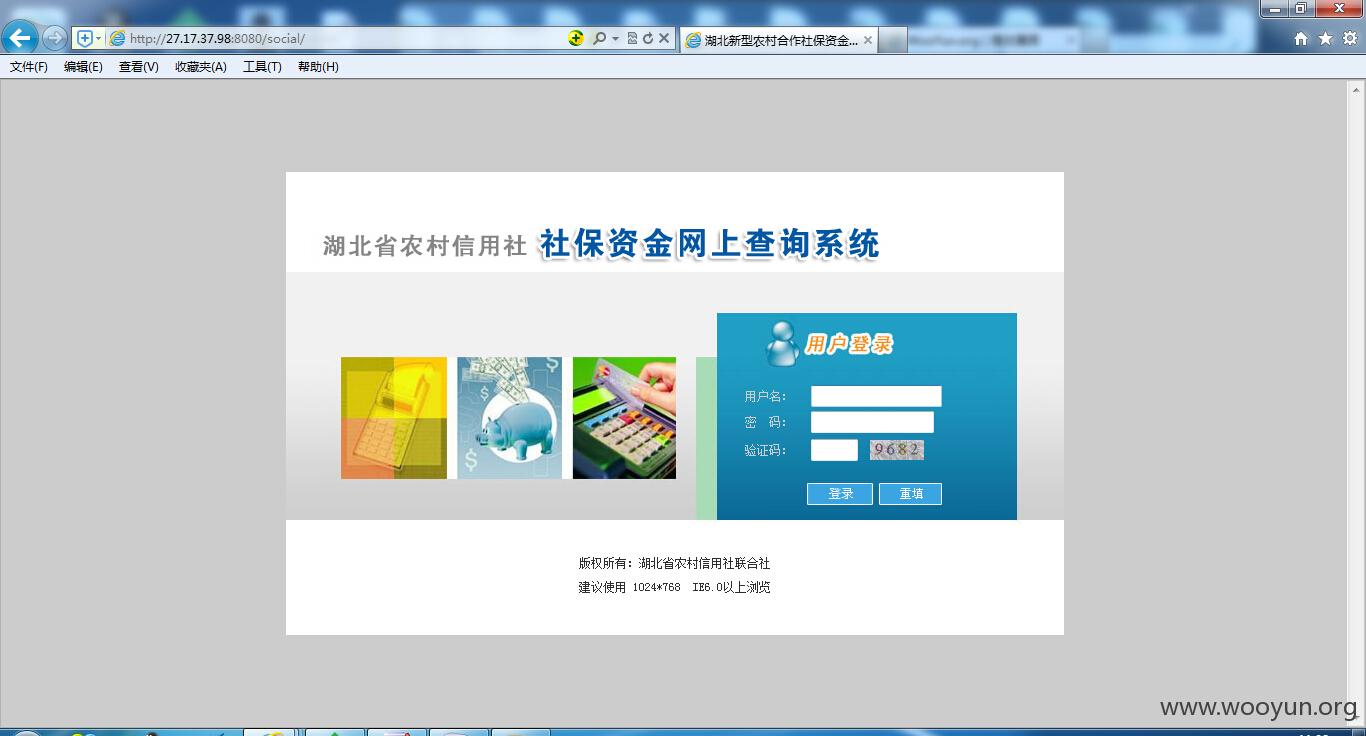 http://27.17.37.98:8080/social/
湖北新型农村合作社保资金...
文件(F) 编辑(E) 查看(V) 收藏夹(A) 工具(T) 帮助(H)
湖北省农村信用社 社保资金网上查询系统
用户登录
用户名:
密 码:
验证码: 9682
登录 重填
版权所有：湖北省农村信用社联合社
建议使用 1024*768 IE6.0以上浏览
www.wooyun.org